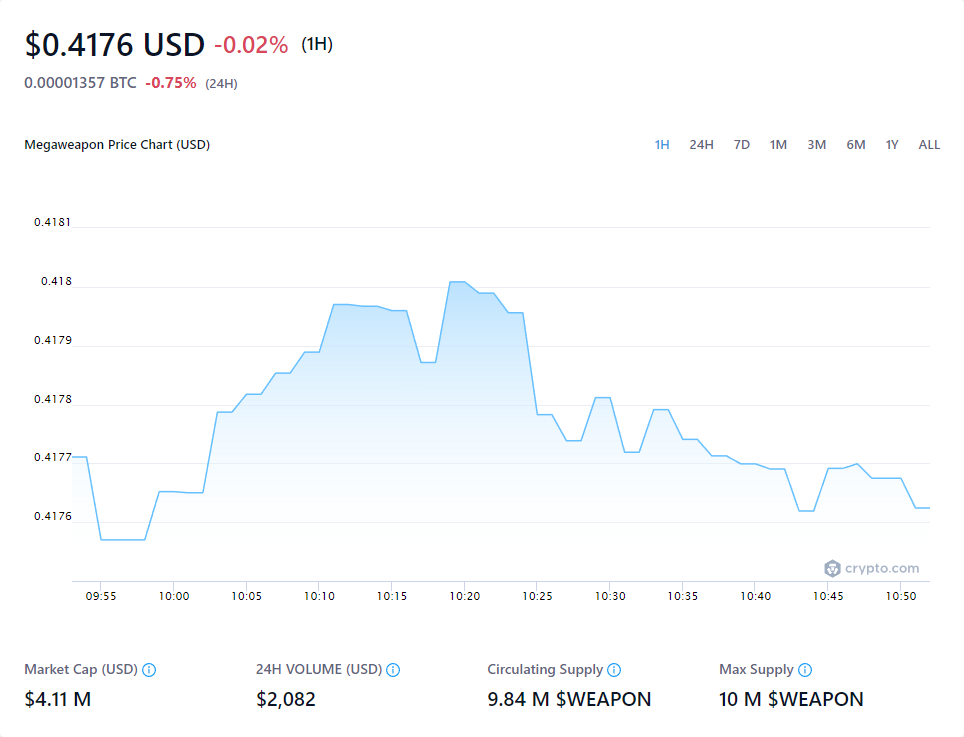 $0.4176 USD -0.02% (1H)
0.00001357 BTC -0.75% (24H)
Megaweapon Price Chart (USD) 1H 24H 7D 1M 3M 6M 1Y ALL
0.4181
0.418
0.4179
0.4178
0.4177
0.4176
crypto.com
09:55 10:00 10:05 10:10 10:15 10:20 10:25 10:30 10:35 10:40 10:45 10:50
Market Cap (USD) 24H VOLUME (USD) Circulating Supply Max Supply
$4.11 M $2,082 9.84 M $WEAPON 10 M $WEAPON